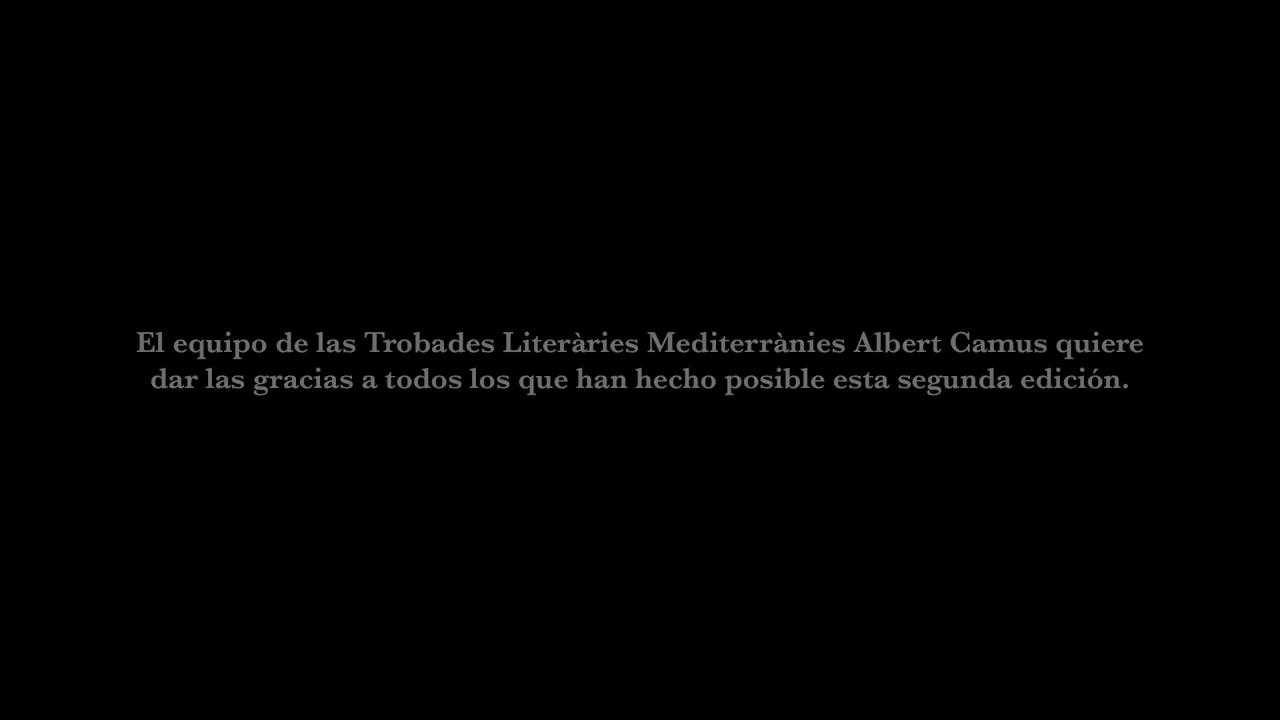 El equipo de las Trobades Literàries Mediterrànies Albert Camus quiere
dar las gracias a todos los que han hecho posible esta segunda edición.